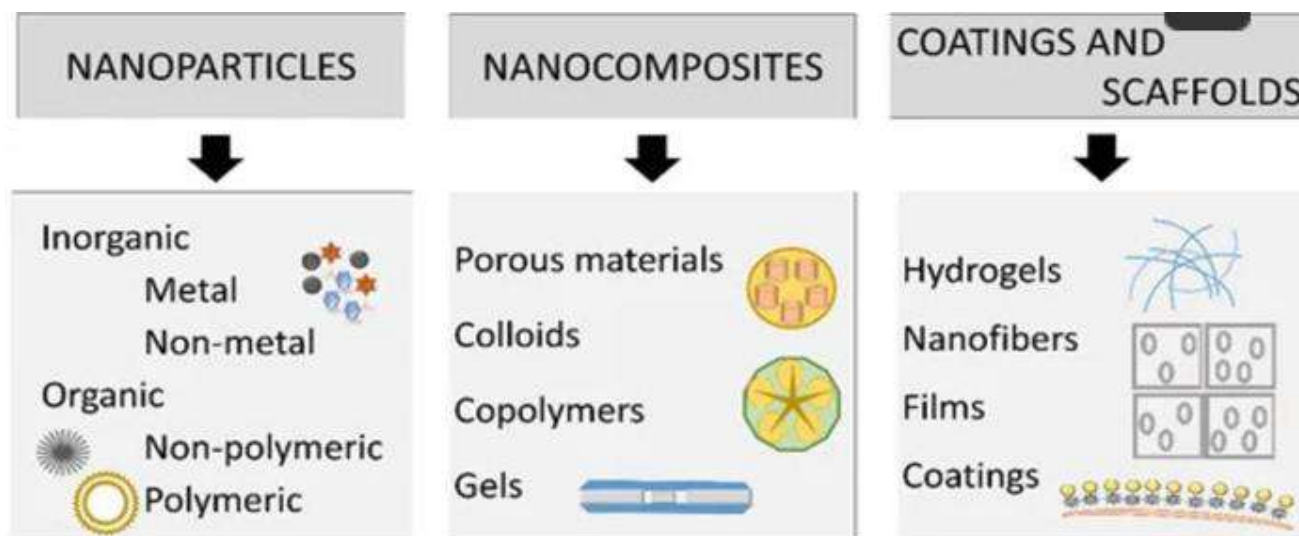 NANOPARTICLES
Inorganic
Metal
Non-metal
Organic
Non-polymeric
Polymeric
NANOCOMPOSITES
Porous materials
Colloids
Copolymers
Gels
COATINGS AND
SCAFFOLDS
Hydrogels
Nanofibers
Films
Coatings